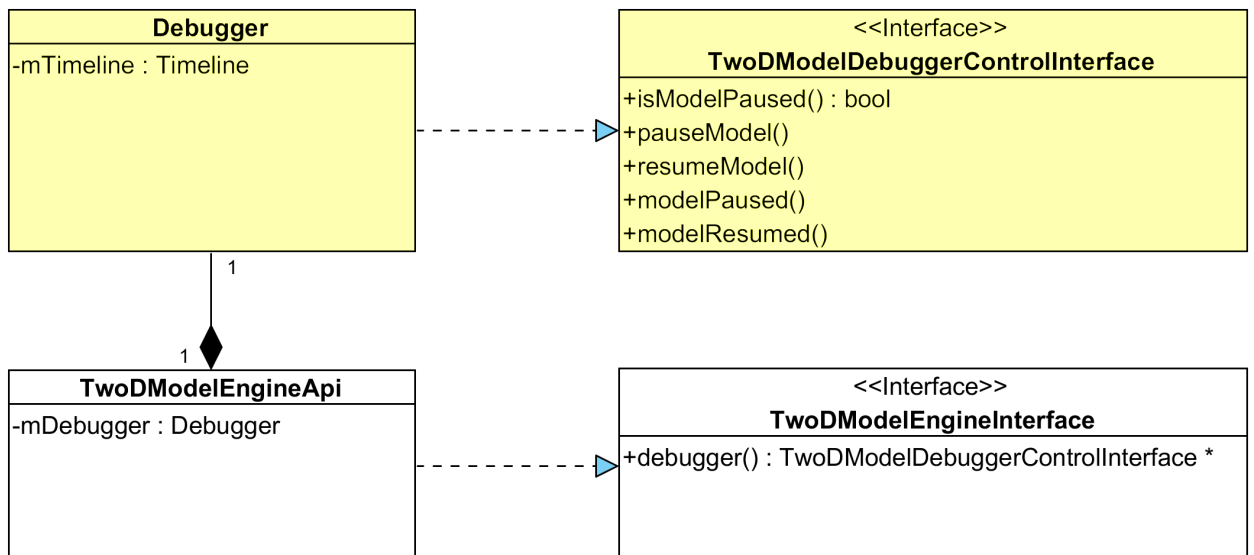 Debugger
-mTimeline : Timeline
<<Interface>>
TwoDModelDebuggerControlInterface
+isModelPaused() : bool
+pauseModel()
+resumeModel()
+modelPaused()
+modelResumed()
1
1
TwoDModelEngineApi
-mDebugger : Debugger
<<Interface>>
TwoDModelEngineInterface
+debugger() : TwoDModelDebuggerControlInterface *